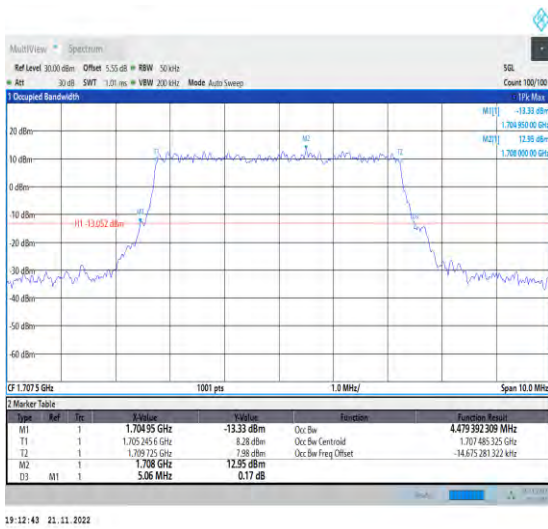 MultiView Spectrum
Ref Level 30.00 dBm Offset 5.55 dB RBW 50 kHz SGL
Att 30 dB SWT 1.01 ms VBW 200 kHz Mode Auto Sweep Count 100/100
1 Occupied Bandwidth 1Pk Max
M1[1] -13.33 dBm
1.704 950 00 GHz
M2[1] 12.95 dBm
1.708 000 00 GHz
20 dBm
M2
T1 T2
10 dBm
0 dBm
-10 dBm
M1
H1 -13.052 dBm
-20 dBm
-30 dBm
-40 dBm
-50 dBm
-60 dBm
CF 1.707 5 GHz 1001 pts 1.0 MHz/ Span 10.0 MHz
2 Marker Table
Type Ref Trc X-Value Y-Value Function Function Result
M1 1 1.704 95 GHz -13.33 dBm Occ Bw 4.479 392 309 MHz
T1 1 1.705 245 6 GHz 8.28 dBm Occ Bw Centroid 1.707 485 325 GHz
T2 1 1.709 725 GHz 7.98 dBm Occ Bw Freq Offset -14.675 281 322 kHz
M2 1 1.708 GHz 12.95 dBm
D3 M1 1 5.06 MHz 0.17 dB
19:12:43 21.11.2022